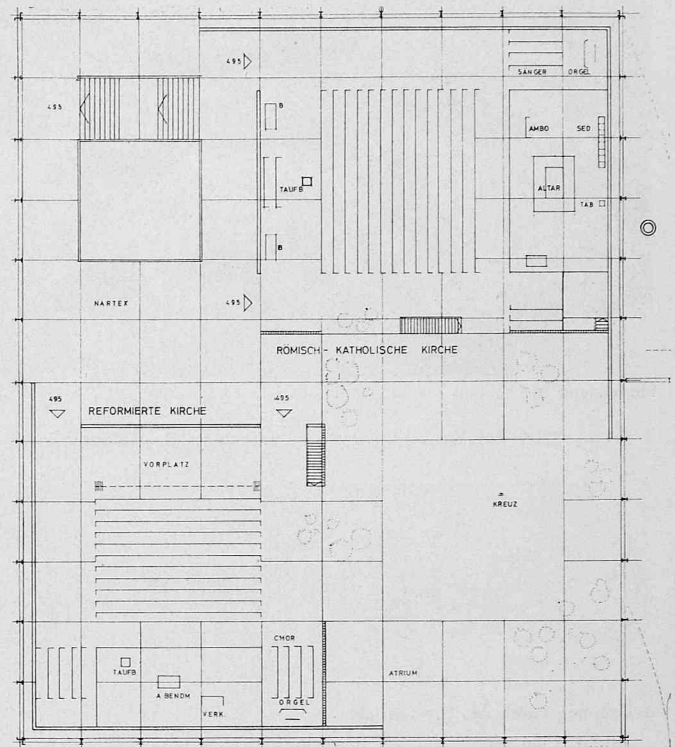 495
SÄNGER ORGEL
495
B
AMBO SED
TAUFB
ALTAR
TAB
B
NARTEX
495
RÖMISCH - KATHOLISCHE KIRCHE
495
495
REFORMIERTE KIRCHE
VORPLATZ
KREUZ
CHOR
TAUFB
ATRIUM
ABENDM
ORGEL
VERK.